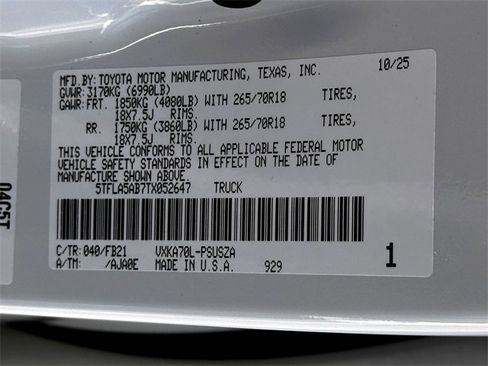 MFD. BY: TOYOTA MOTOR MANUFACTURING, TEXAS, INC. 10/25
GVWR: 3170KG (6990LB)
GAWR: FRT. 1850KG (4080LB) WITH 265/70R18 TIRES,
18X7.5J RIMS,
RR. 1750KG (3860LB) WITH 265/70R18 TIRES,
18X7.5J RIMS.
THIS VEHICLE CONFORMS TO ALL APPLICABLE FEDERAL MOTOR
VEHICLE SAFETY STANDARDS IN EFFECT ON THE DATE OF
MANUFACTURE SHOWN ABOVE.
5TFLA5AB7TX052647 TRUCK
C/TR: 040/FB21 VXKA70L-PSUSZA
A/TM: /AJA0E MADE IN U.S.A. 929 1
04C5T